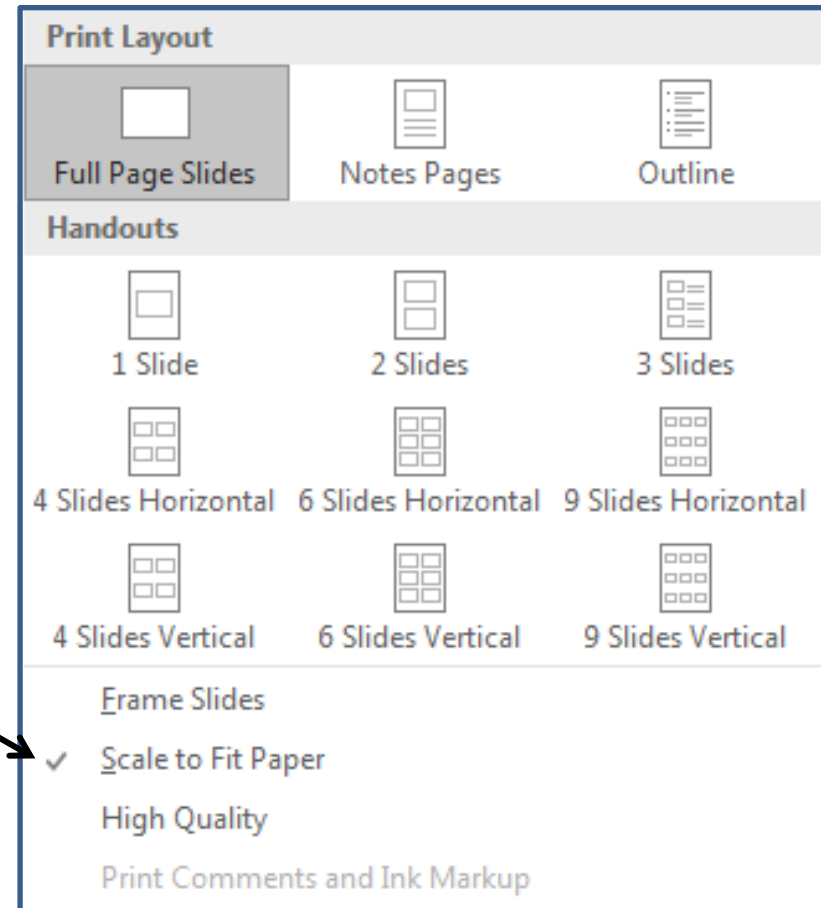 Print Layout
Full Page Slides Notes Pages Outline
Handouts
1 Slide 2 Slides 3 Slides
4 Slides Horizontal 6 Slides Horizontal 9 Slides Horizontal
4 Slides Vertical 6 Slides Vertical 9 Slides Vertical
Frame Slides
Scale to Fit Paper
High Quality
Print Comments and Ink Markup